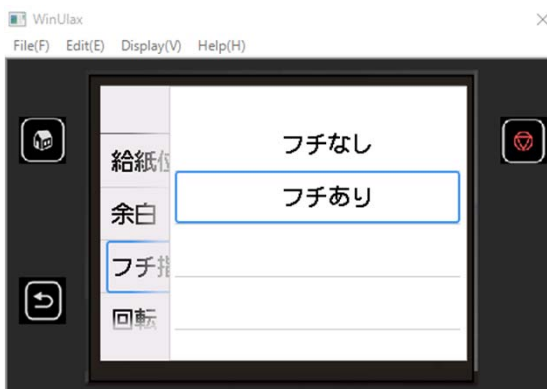 WinUlax
File(F) Edit(E) Display(V) Help(H)
フチなし
給紙
フチあり
余白
フチ指
回転